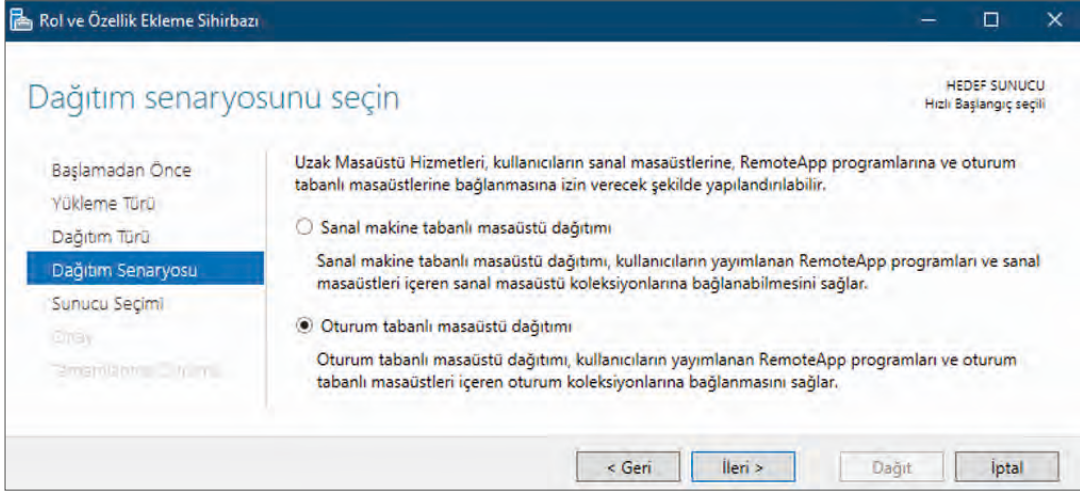 Rol ve Özellik Ekleme Sihirbazı
Dağıtım senaryosunu seçin
HEDEF SUNUCU
Hızlı Başlangıç seçili
Başlamadan Önce
Yükleme Türü
Dağıtım Türü
Dağıtım Senaryosu
Sunucu Seçimi
Onay
Uzak Masaüstü Hizmetleri, kullanıcıların sanal masaüstlerine, RemoteApp programlarına ve oturum
tabanlı masaüstlerine bağlanmasına izin verecek şekilde yapılandırılabilir.
Sanal makine tabanlı masaüstü dağıtımı
Sanal makine tabanlı masaüstü dağıtımı, kullanıcıların yayımlanan RemoteApp programları ve sanal
masaüstleri içeren sanal masaüstü koleksiyonlarına bağlanabilmesini sağlar.
Oturum tabanlı masaüstü dağıtımı
Oturum tabanlı masaüstü dağıtımı, kullanıcıların yayımlanan RemoteApp programları ve oturum
tabanlı masaüstleri içeren oturum koleksiyonlarına bağlanmasını sağlar.
< Geri
İleri >
Dağıt
İptal